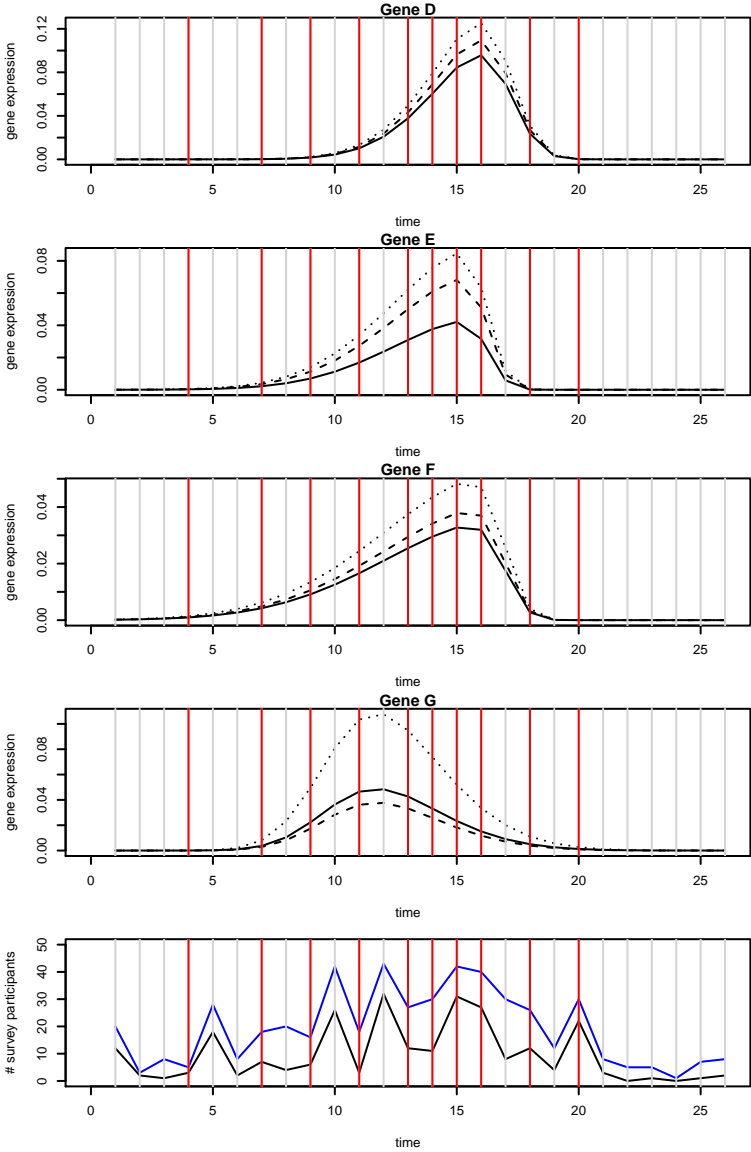 Gene D
gene expression
0.00 0.04 0.08 0.12
0 5 10 15 20 25
time
Gene E
gene expression
0.00 0.04 0.08
0 5 10 15 20 25
time
Gene F
gene expression
0.00 0.02 0.04
0 5 10 15 20 25
time
Gene G
gene expression
0.00 0.04 0.08
0 5 10 15 20 25
time
# survey participants
0 10 20 30 40 50
0 5 10 15 20 25
time